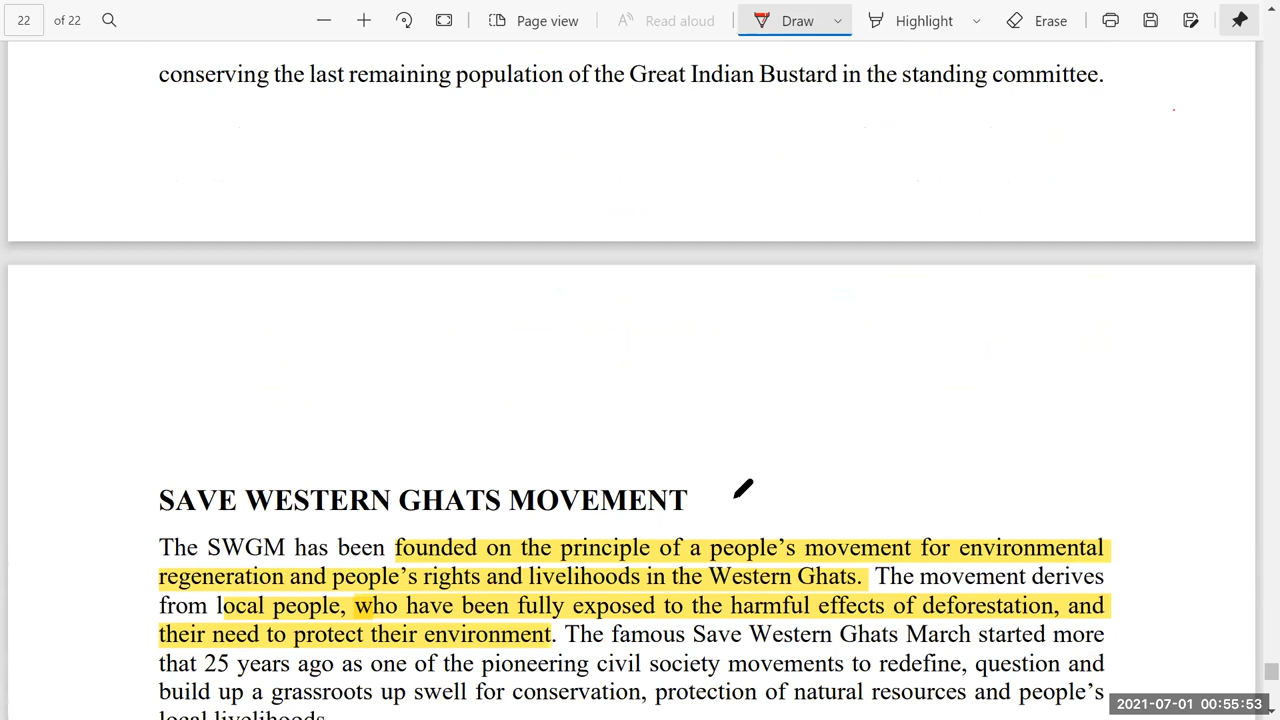 22 of 22 Page view Read aloud Draw Highlight Erase
conserving the last remaining population of the Great Indian Bustard in the standing committee.
SAVE WESTERN GHATS MOVEMENT
The SWGM has been founded on the principle of a people’s movement for environmental
regeneration and people’s rights and livelihoods in the Western Ghats. The movement derives
from local people, who have been fully exposed to the harmful effects of deforestation, and
their need to protect their environment. The famous Save Western Ghats March started more
that 25 years ago as one of the pioneering civil society movements to redefine, question and
build up a grassroots up swell for conservation, protection of natural resources and people’s
local livelihoods.
2021-07-01 00:55:53